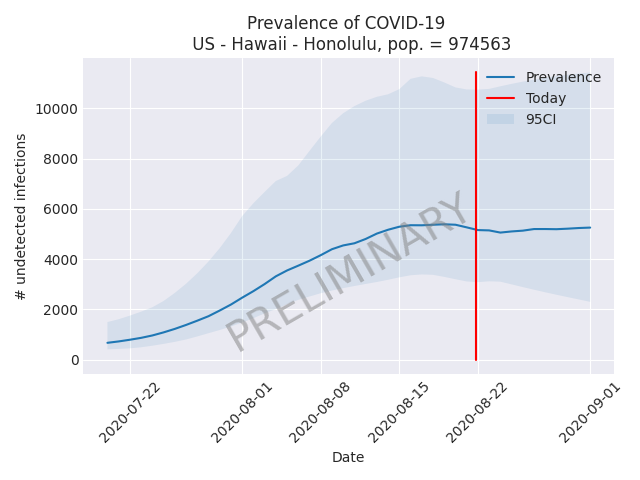 Prevalence of COVID-19
US - Hawaii - Honolulu, pop. = 974563
Prevalence
Today
95CI
10000
8000
6000
4000
2000
0
# undetected infections
PRELIMINARY
2020-07-22
2020-08-01
2020-08-08
2020-08-15
2020-08-22
2020-09-01
Date